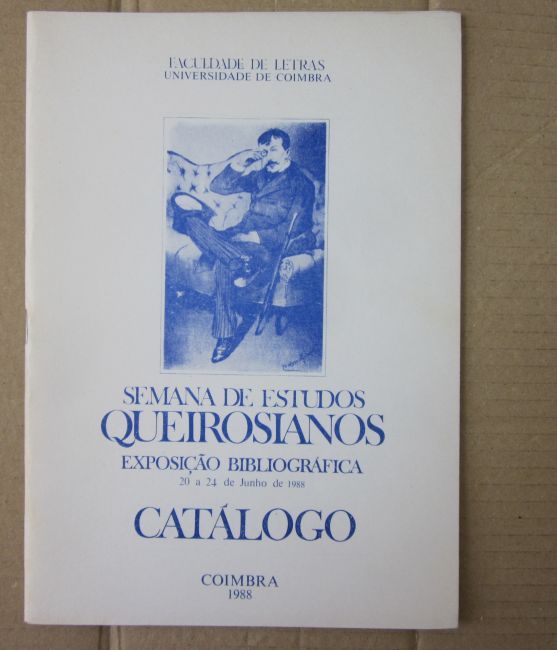 FACULDADE DE LETRAS
UNIVERSIDADE DE COIMBRA
SEMANA DE ESTUDOS
QUEIROSIANOS
EXPOSIÇÃO BIBLIOGRÁFICA
20 a 24 de Junho de 1988
CATÁLOGO
COIMBRA
1988